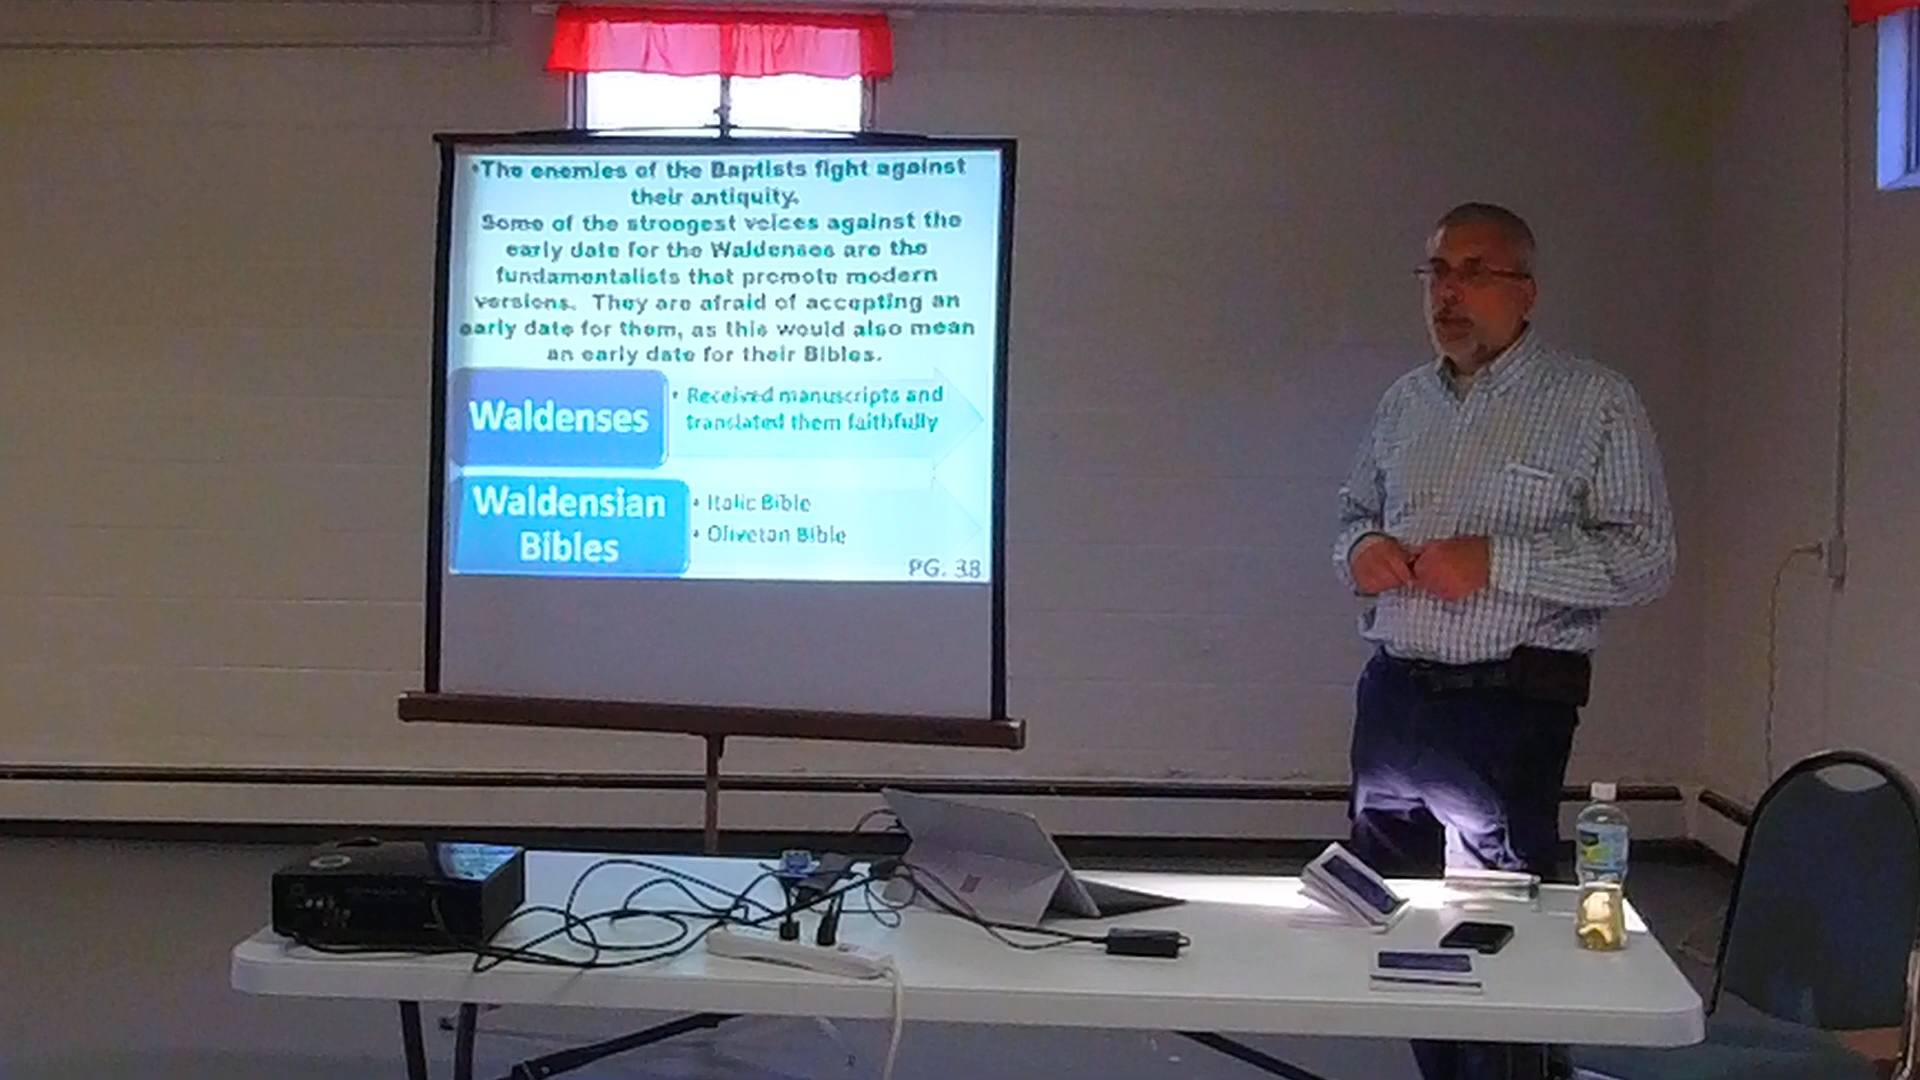 •The enemies of the Baptists fight against
their antiquity.
Some of the strongest voices against the
early date for the Waldenses are the
fundamentalists that promote modern
versions. They are afraid of accepting an
early date for them, as this would also mean
an early date for their Bibles.
Waldenses
• Received manuscripts and
translated them faithfully
Waldensian
Bibles
• Italic Bible
• Olivetan Bible
PG. 38